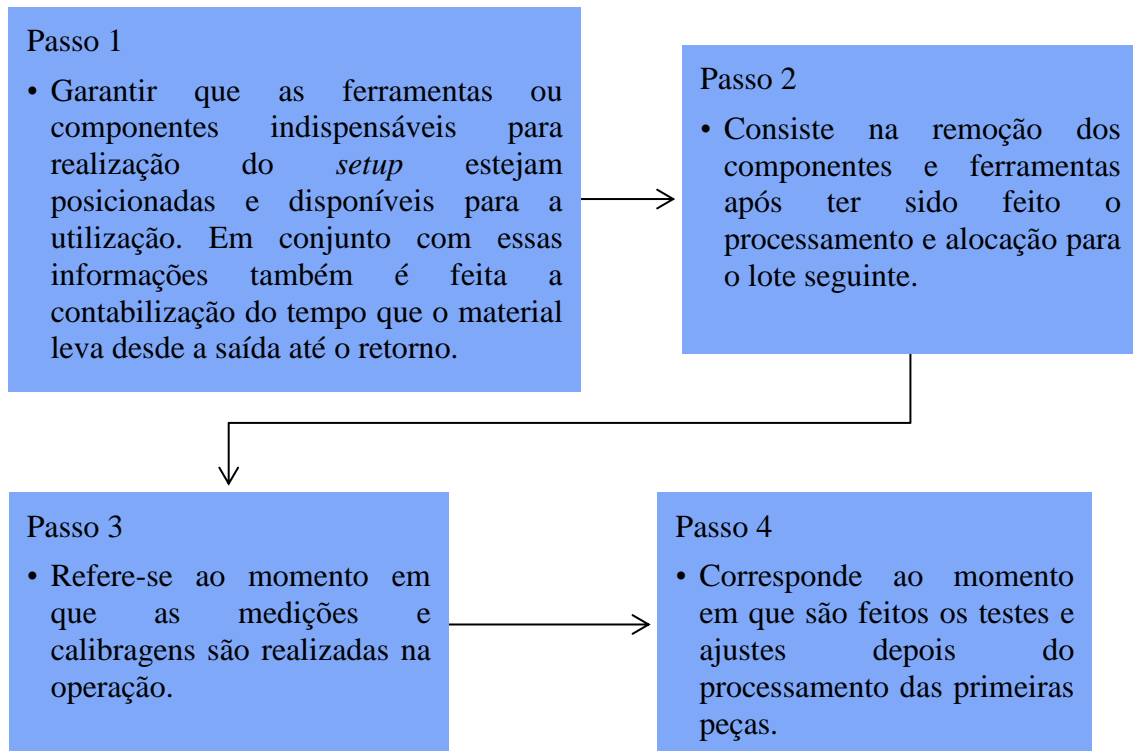 Passo 1
• Garantir que as ferramentas ou
componentes indispensáveis para
realização do setup estejam
posicionadas e disponíveis para a
utilização. Em conjunto com essas
informações também é feita a
contabilização do tempo que o material
leva desde a saída até o retorno.
Passo 2
• Consiste na remoção dos
componentes e ferramentas
após ter sido feito o
processamento e alocação para
o lote seguinte.
Passo 3
• Refere-se ao momento em
que as medições e
calibragens são realizadas na
operação.
Passo 4
• Corresponde ao momento
em que são feitos os testes e
ajustes depois do
processamento das primeiras
peças.